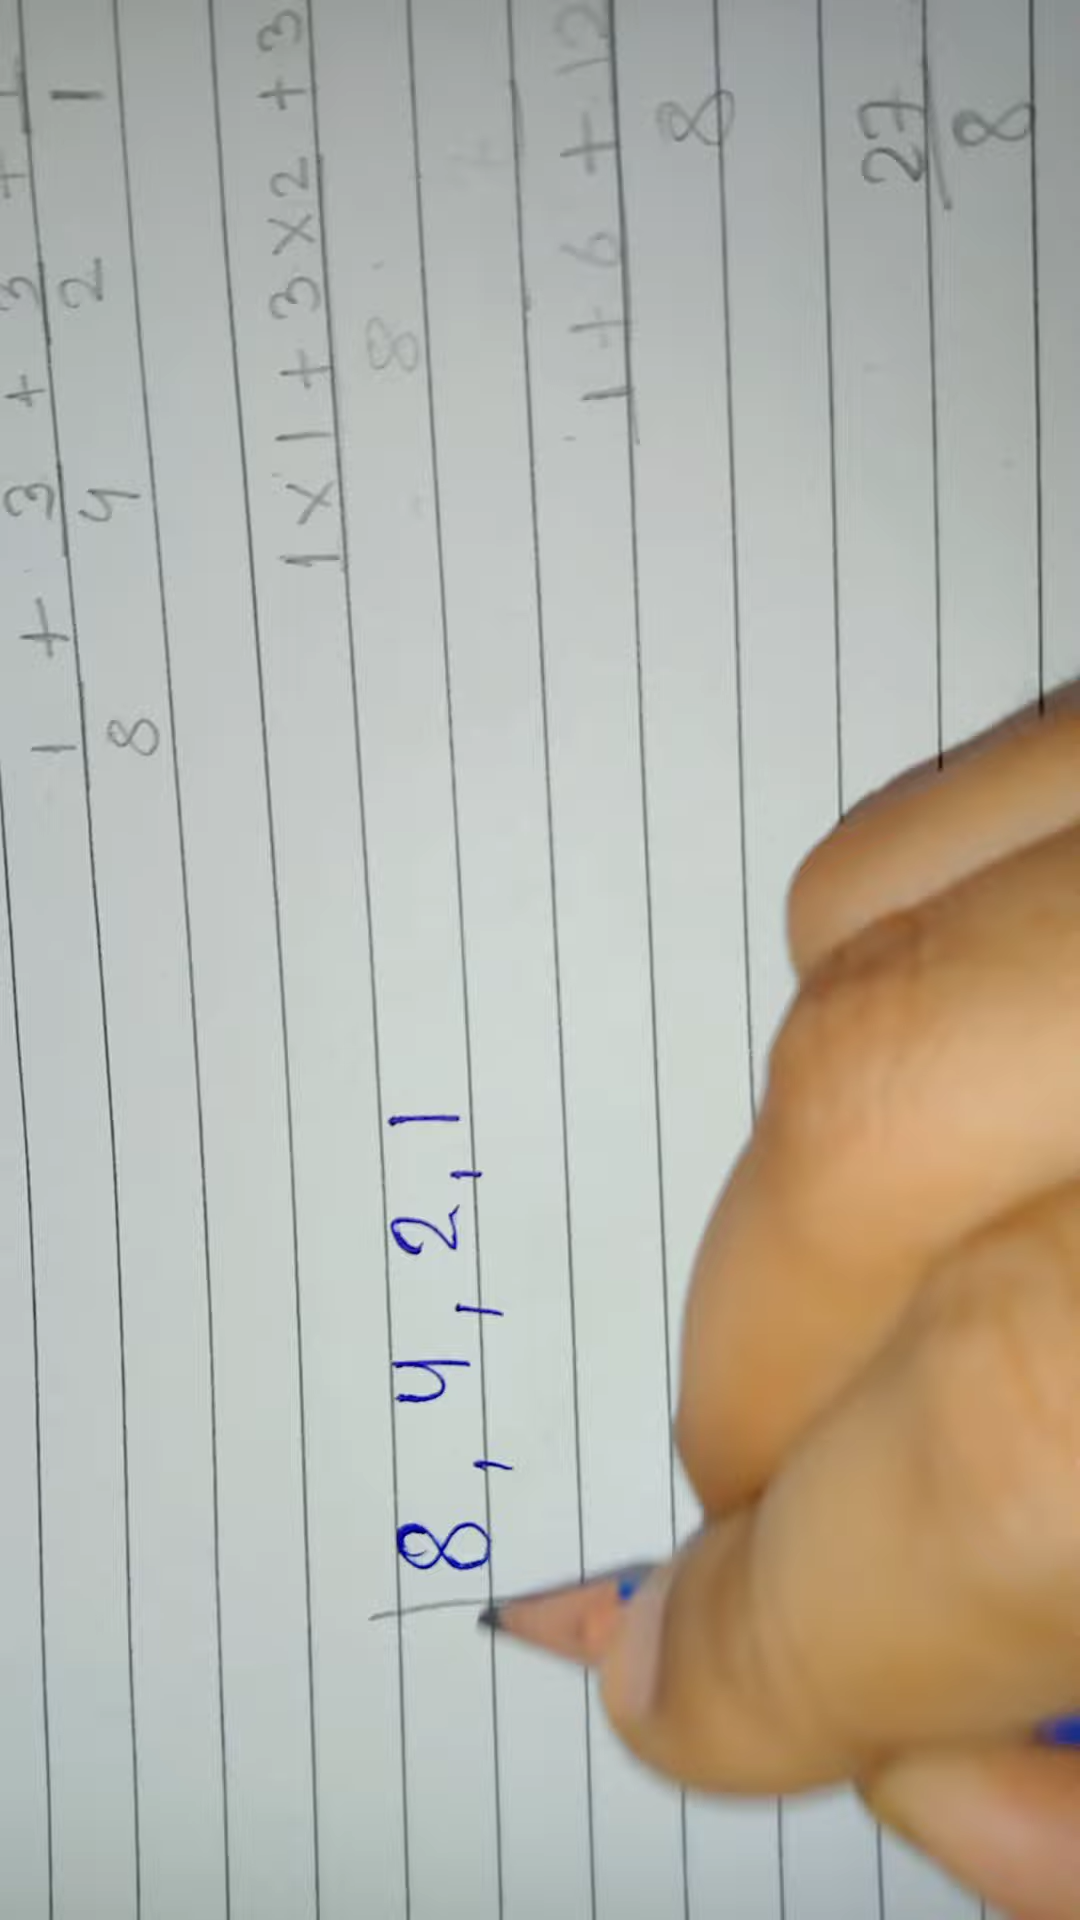 1 + 3 + 3 +
8 4 2 1
1 × 1 + 3 × 2 + 3
8
8, 4, 2, 1
1 + 6 + 12
8
27
8